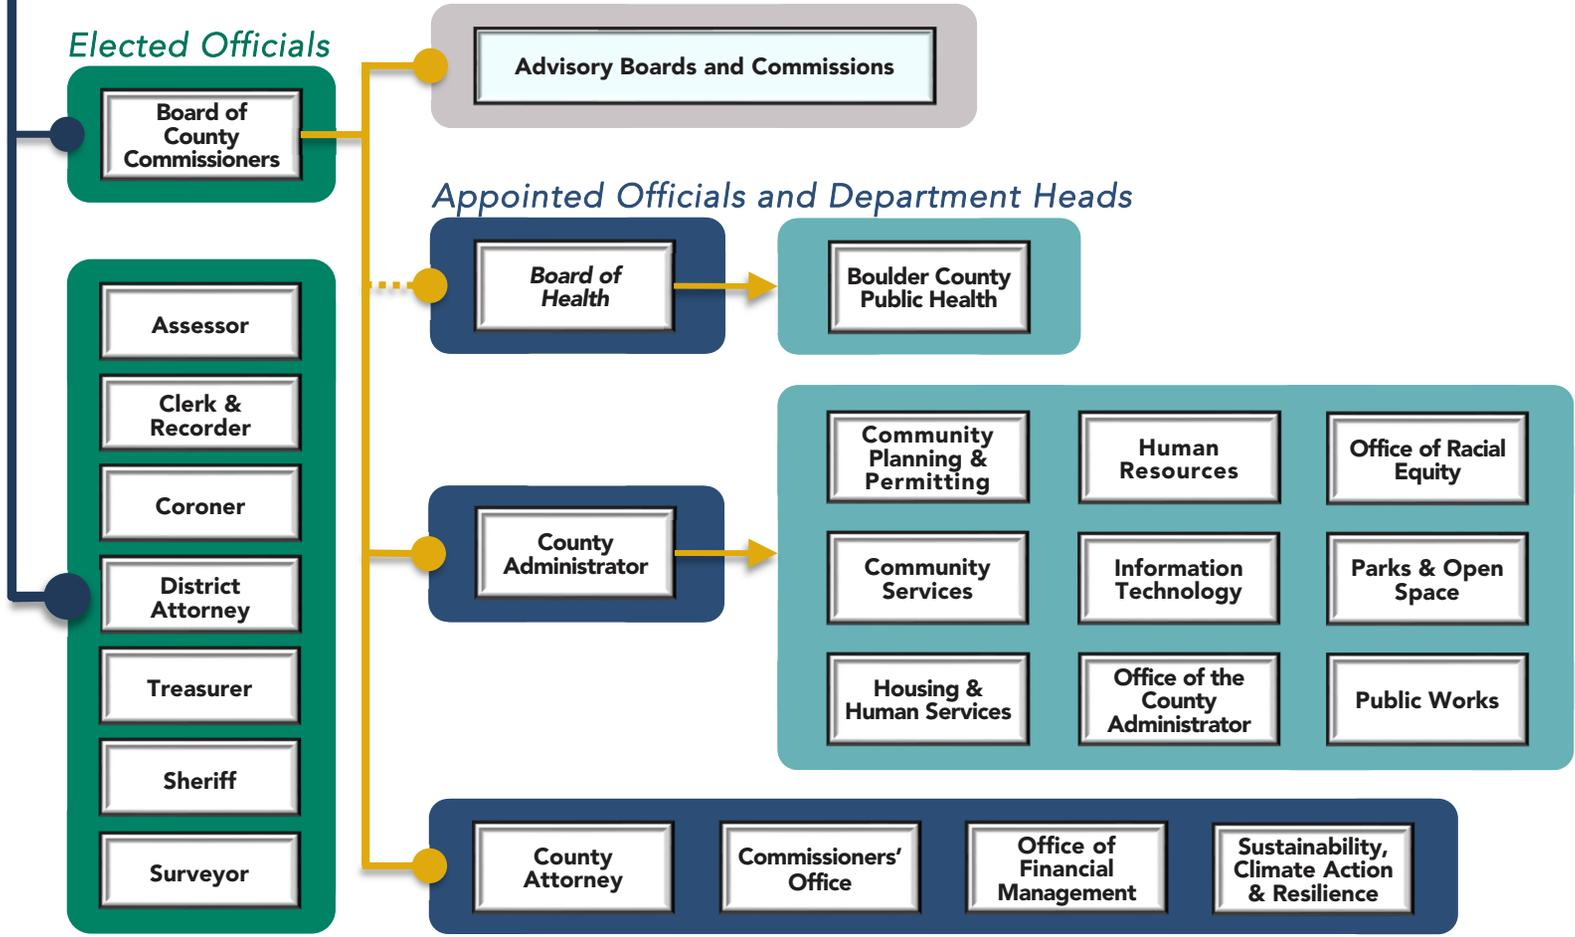 Elected Officials
Board of
County
Commissioners
Advisory Boards and Commissions
Appointed Officials and Department Heads
Board of
Health
Boulder County
Public Health
Assessor
Clerk &
Recorder
Coroner
District
Attorney
Treasurer
Sheriff
Surveyor
County
Administrator
Community
Planning &
Permitting
Human
Resources
Office of Racial
Equity
Community
Services
Information
Technology
Parks & Open
Space
Housing &
Human Services
Office of the
County
Administrator
Public Works
County
Attorney
Commissioners’
Office
Office of
Financial
Management
Sustainability,
Climate Action
& Resilience